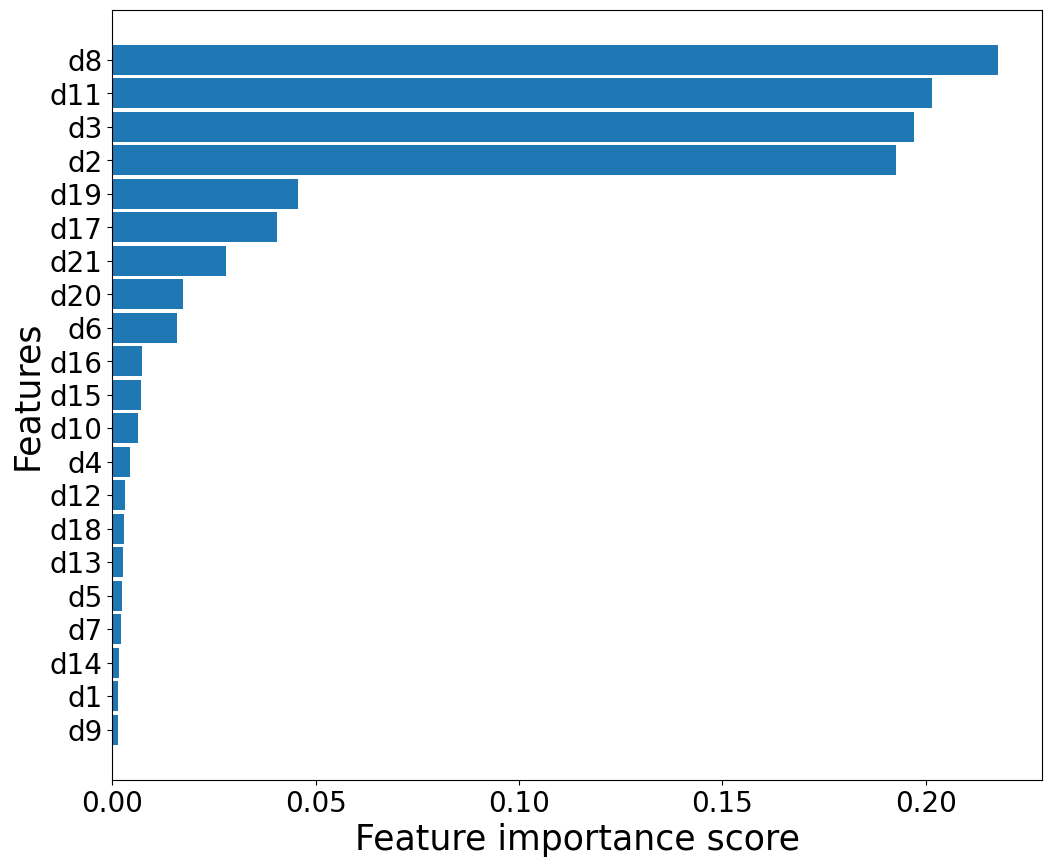 d8
d11
d3
d2
d19
d17
d21
d20
d6
d16
d15
d10
d4
d12
d18
d13
d5
d7
d14
d1
d9
Features
0.00 0.05 0.10 0.15 0.20
Feature importance score